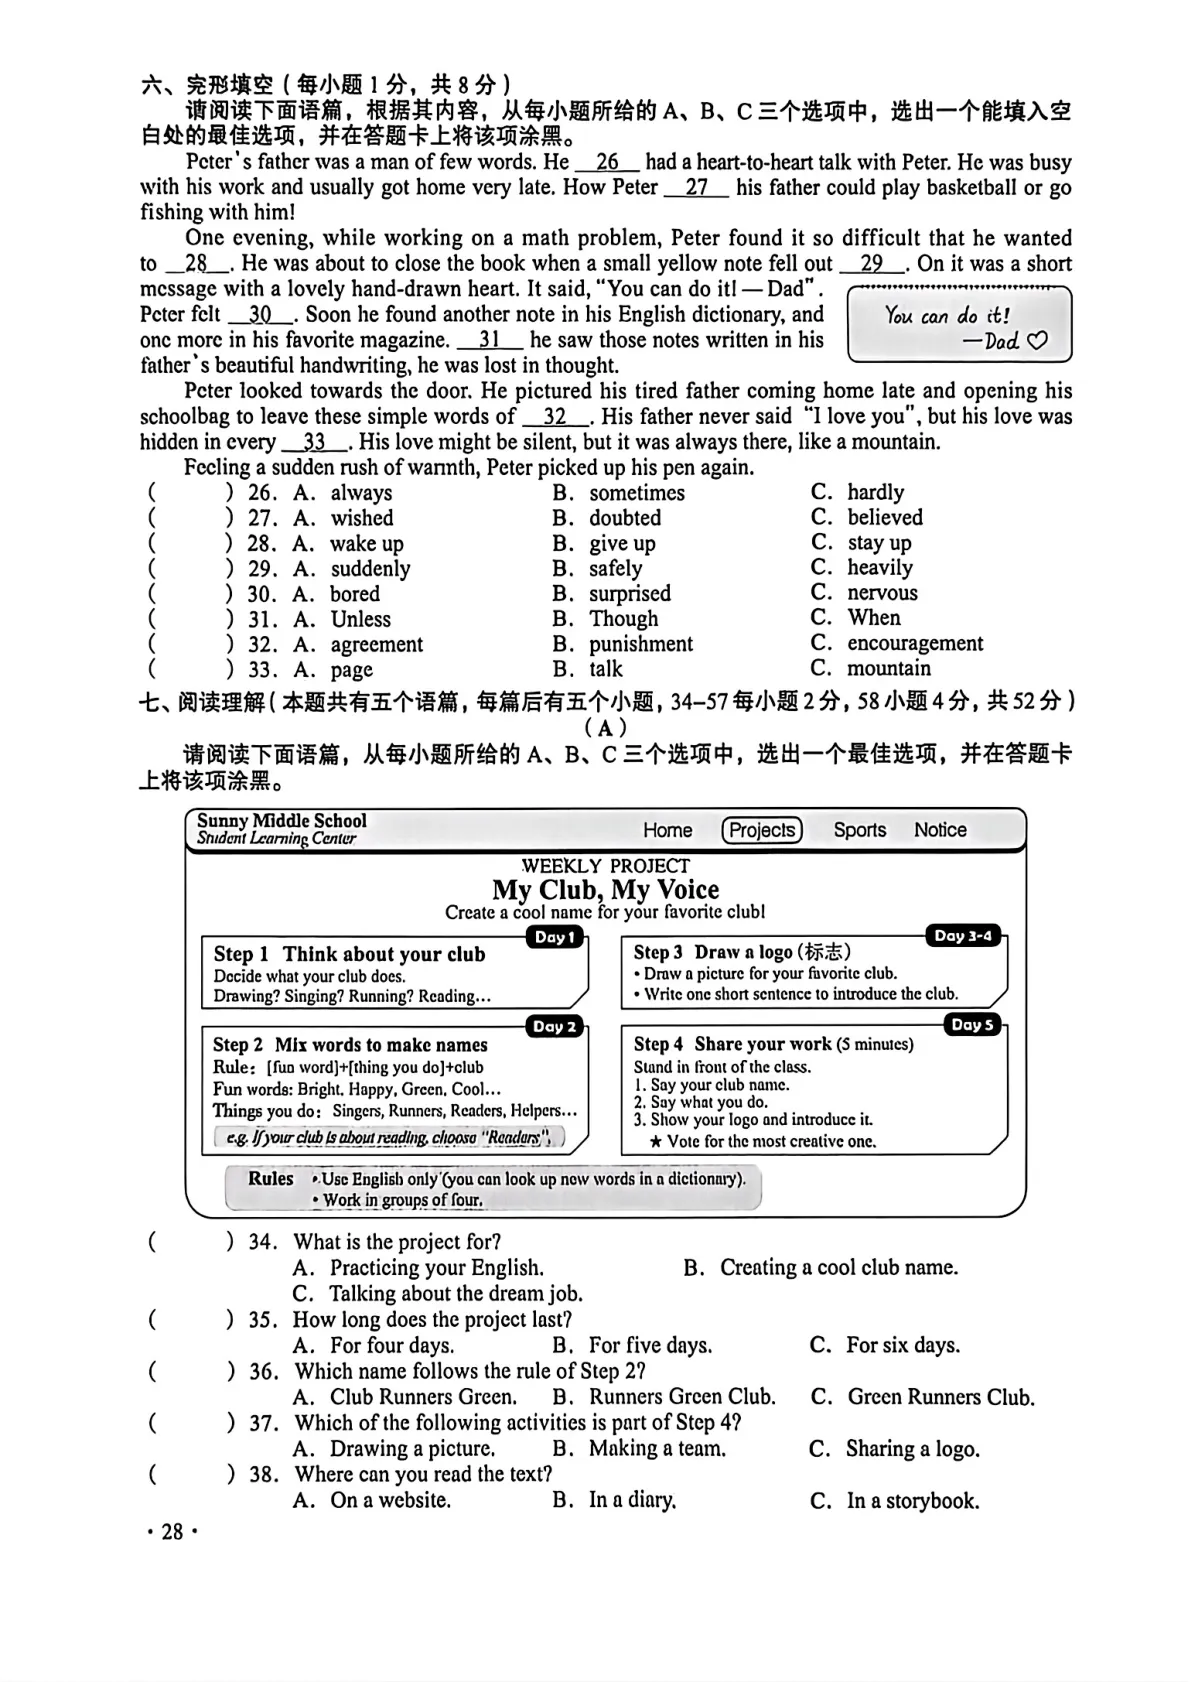 六、完形填空（每小题 1 分，共 8 分）
请阅读下面语篇，根据其内容，从每小题所给的 A、B、C 三个选项中，选出一个能填入空
白处的最佳选项，并在答题卡上将该项涂黑。
Peter's father was a man of few words. He 26 had a heart-to-heart talk with Peter. He was busy
with his work and usually got home very late. How Peter 27 his father could play basketball or go
fishing with him!
One evening, while working on a math problem, Peter found it so difficult that he wanted
to 28 . He was about to close the book when a small yellow note fell out 29 . On it was a short
message with a lovely hand-drawn heart. It said, "You can do it! — Dad".
Peter felt 30 . Soon he found another note in his English dictionary, and
one more in his favorite magazine. 31 he saw those notes written in his
father's beautiful handwriting, he was lost in thought.
You can do it!
—Dad ♡
Peter looked towards the door. He pictured his tired father coming home late and opening his
schoolbag to leave these simple words of 32 . His father never said "I love you", but his love was
hidden in every 33 . His love might be silent, but it was always there, like a mountain.
Feeling a sudden rush of warmth, Peter picked up his pen again.
( ) 26. A. always B. sometimes C. hardly
( ) 27. A. wished B. doubted C. believed
( ) 28. A. wake up B. give up C. stay up
( ) 29. A. suddenly B. safely C. heavily
( ) 30. A. bored B. surprised C. nervous
( ) 31. A. Unless B. Though C. When
( ) 32. A. agreement B. punishment C. encouragement
( ) 33. A. page B. talk C. mountain
七、阅读理解（本题共有五个语篇，每篇后有五个小题，34–57 每小题 2 分，58 小题 4 分，共 52 分）
（A）
请阅读下面语篇，从每小题所给的 A、B、C 三个选项中，选出一个最佳选项，并在答题卡
上将该项涂黑。
Sunny Middle School
Student Learning Center
Home Projects Sports Notice
WEEKLY PROJECT
My Club, My Voice
Create a cool name for your favorite club!
Day 1
Step 1 Think about your club
Decide what your club does.
Drawing? Singing? Running? Reading...
Day 2
Step 2 Mix words to make names
Rule: [fun word]+[thing you do]+club
Fun words: Bright, Happy, Green, Cool...
Things you do: Singers, Runners, Readers, Helpers...
e.g. If your club is about reading, choose "Readers".
Day 3-4
Step 3 Draw a logo (标志)
• Draw a picture for your favorite club.
• Write one short sentence to introduce the club.
Day 5
Step 4 Share your work (5 minutes)
Stand in front of the class.
1. Say your club name.
2. Say what you do.
3. Show your logo and introduce it.
★ Vote for the most creative one.
Rules • Use English only (you can look up new words in a dictionary).
• Work in groups of four.
( ) 34. What is the project for?
A. Practicing your English. B. Creating a cool club name.
C. Talking about the dream job.
( ) 35. How long does the project last?
A. For four days. B. For five days. C. For six days.
( ) 36. Which name follows the rule of Step 2?
A. Club Runners Green. B. Runners Green Club. C. Green Runners Club.
( ) 37. Which of the following activities is part of Step 4?
A. Drawing a picture. B. Making a team. C. Sharing a logo.
( ) 38. Where can you read the text?
A. On a website. B. In a diary. C. In a storybook.
· 28 ·